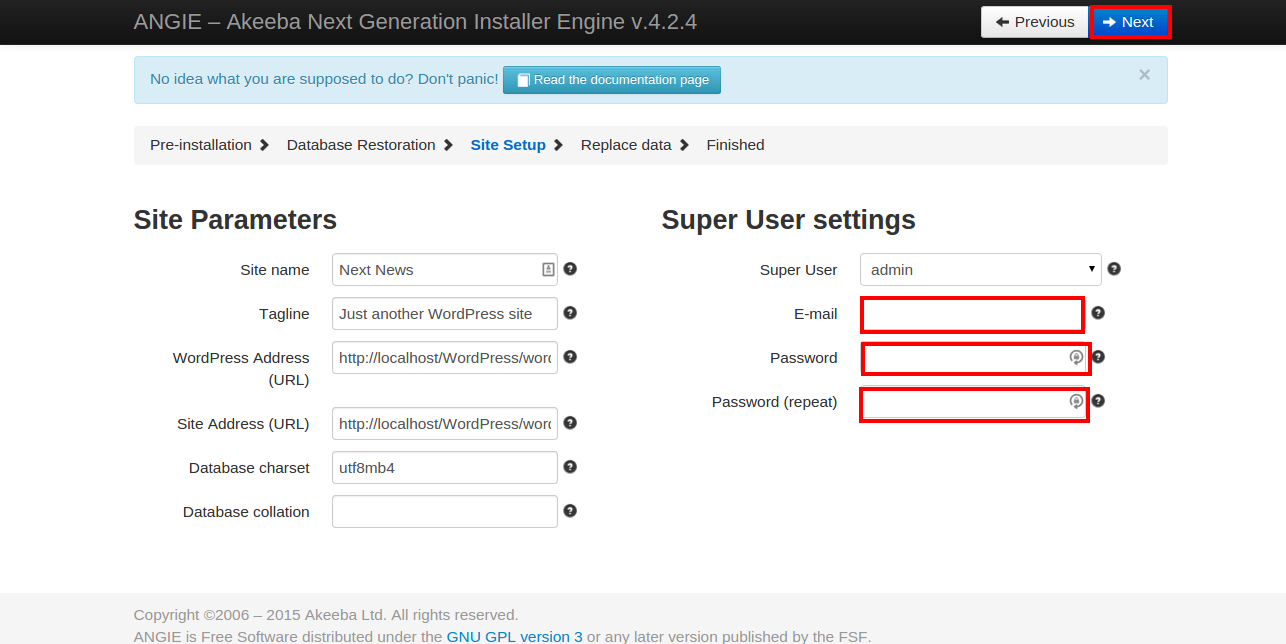 ANGIE – Akeeba Next Generation Installer Engine v.4.2.4
Previous
Next
No idea what you are supposed to do? Don't panic!
Read the documentation page
×
Pre-installation
Database Restoration
Site Setup
Replace data
Finished
Site Parameters
Site name
Next News
Tagline
Just another WordPress site
WordPress Address
(URL)
http://localhost/WordPress/word
Site Address (URL)
http://localhost/WordPress/word
Database charset
utf8mb4
Database collation
Super User settings
Super User
admin
E-mail
Password
Password (repeat)
Copyright ©2006 – 2015 Akeeba Ltd. All rights reserved.
ANGIE is Free Software distributed under the GNU GPL version 3 or any later version published by the FSF.